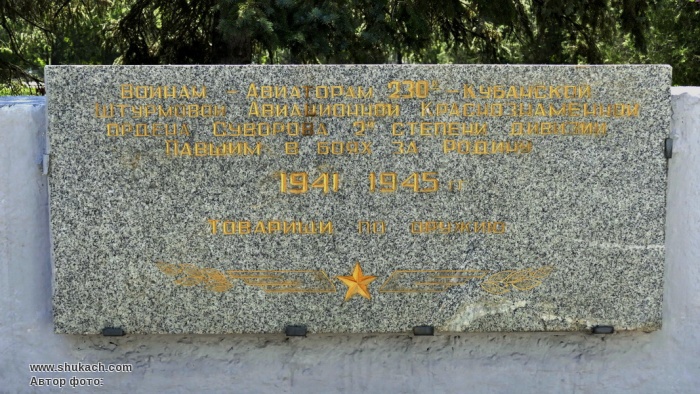 Воинам - Авиаторам 230й - Кубанской
Штурмовой Авиационной Краснознаменной
ордена Суворова 2й степени дивизии
Павшим в боях за Родину
1941 1945 гг
Товарищи по оружию
www.shukach.com
Автор фото: